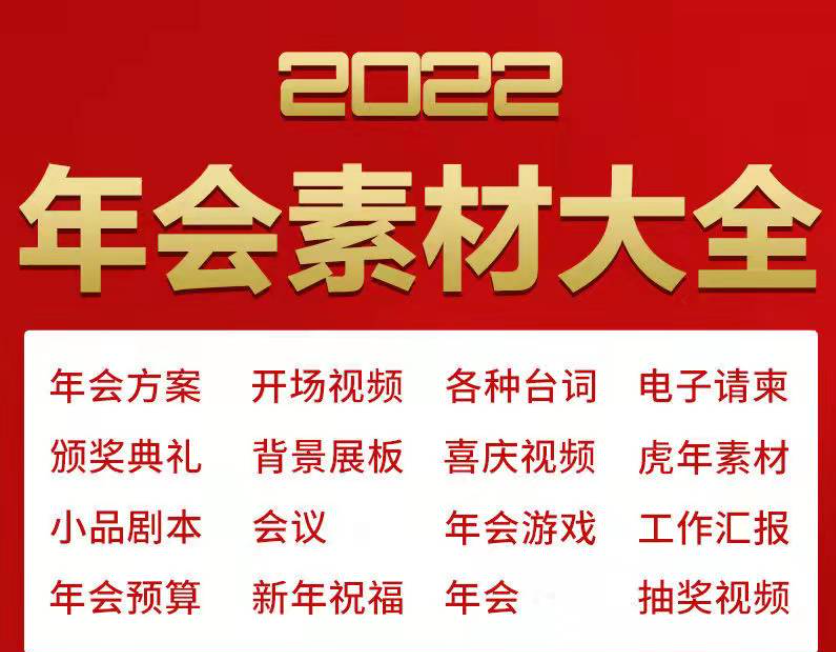 2022
年会素材大全
年会方案 开场视频 各种台词 电子请柬
颁奖典礼 背景展板 喜庆视频 虎年素材
小品剧本 会议 年会游戏 工作汇报
年会预算 新年祝福 年会 抽奖视频